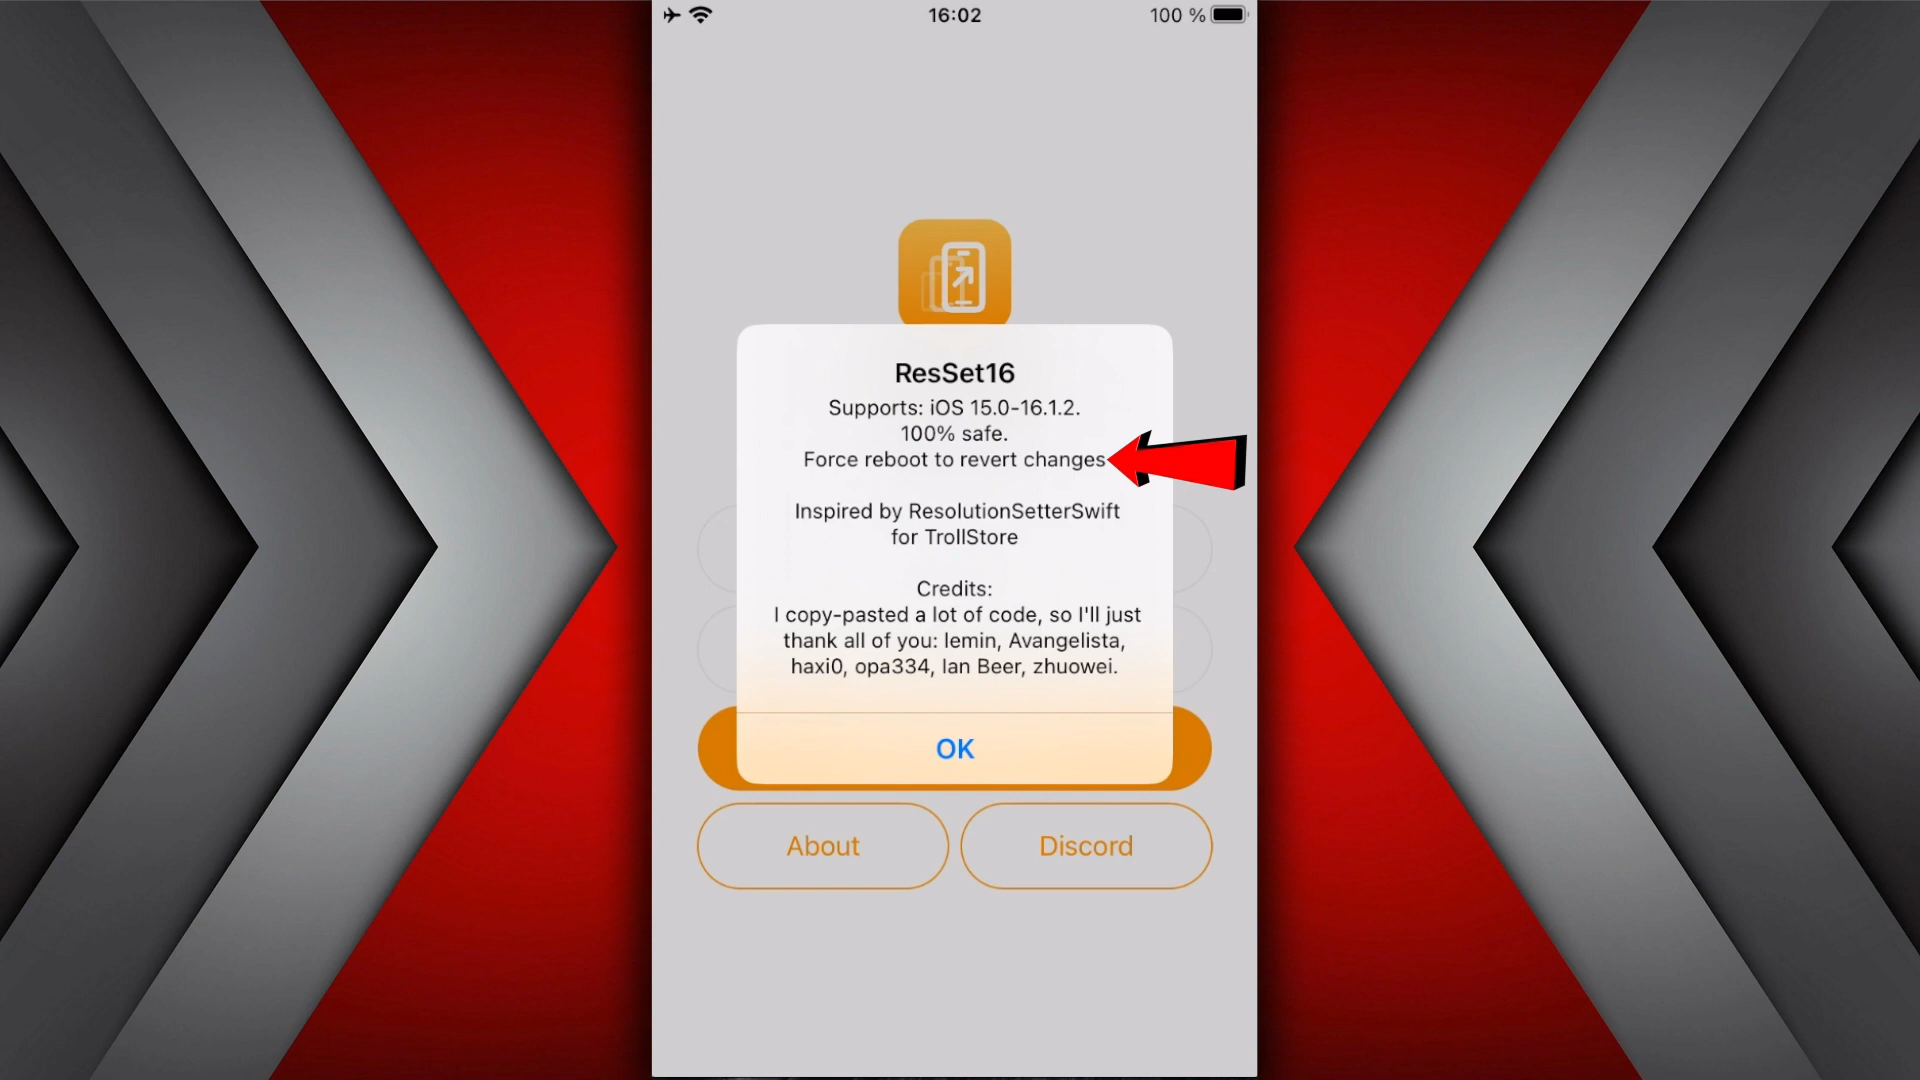 16:02
100 %
ResSet16
Supports: iOS 15.0-16.1.2.
100% safe.
Force reboot to revert changes
Inspired by ResolutionSetterSwift
for TrollStore
Credits:
I copy-pasted a lot of code, so I'll just
thank all of you: lemin, Avangelista,
haxi0, opa334, Ian Beer, zhuowei.
OK
About
Discord